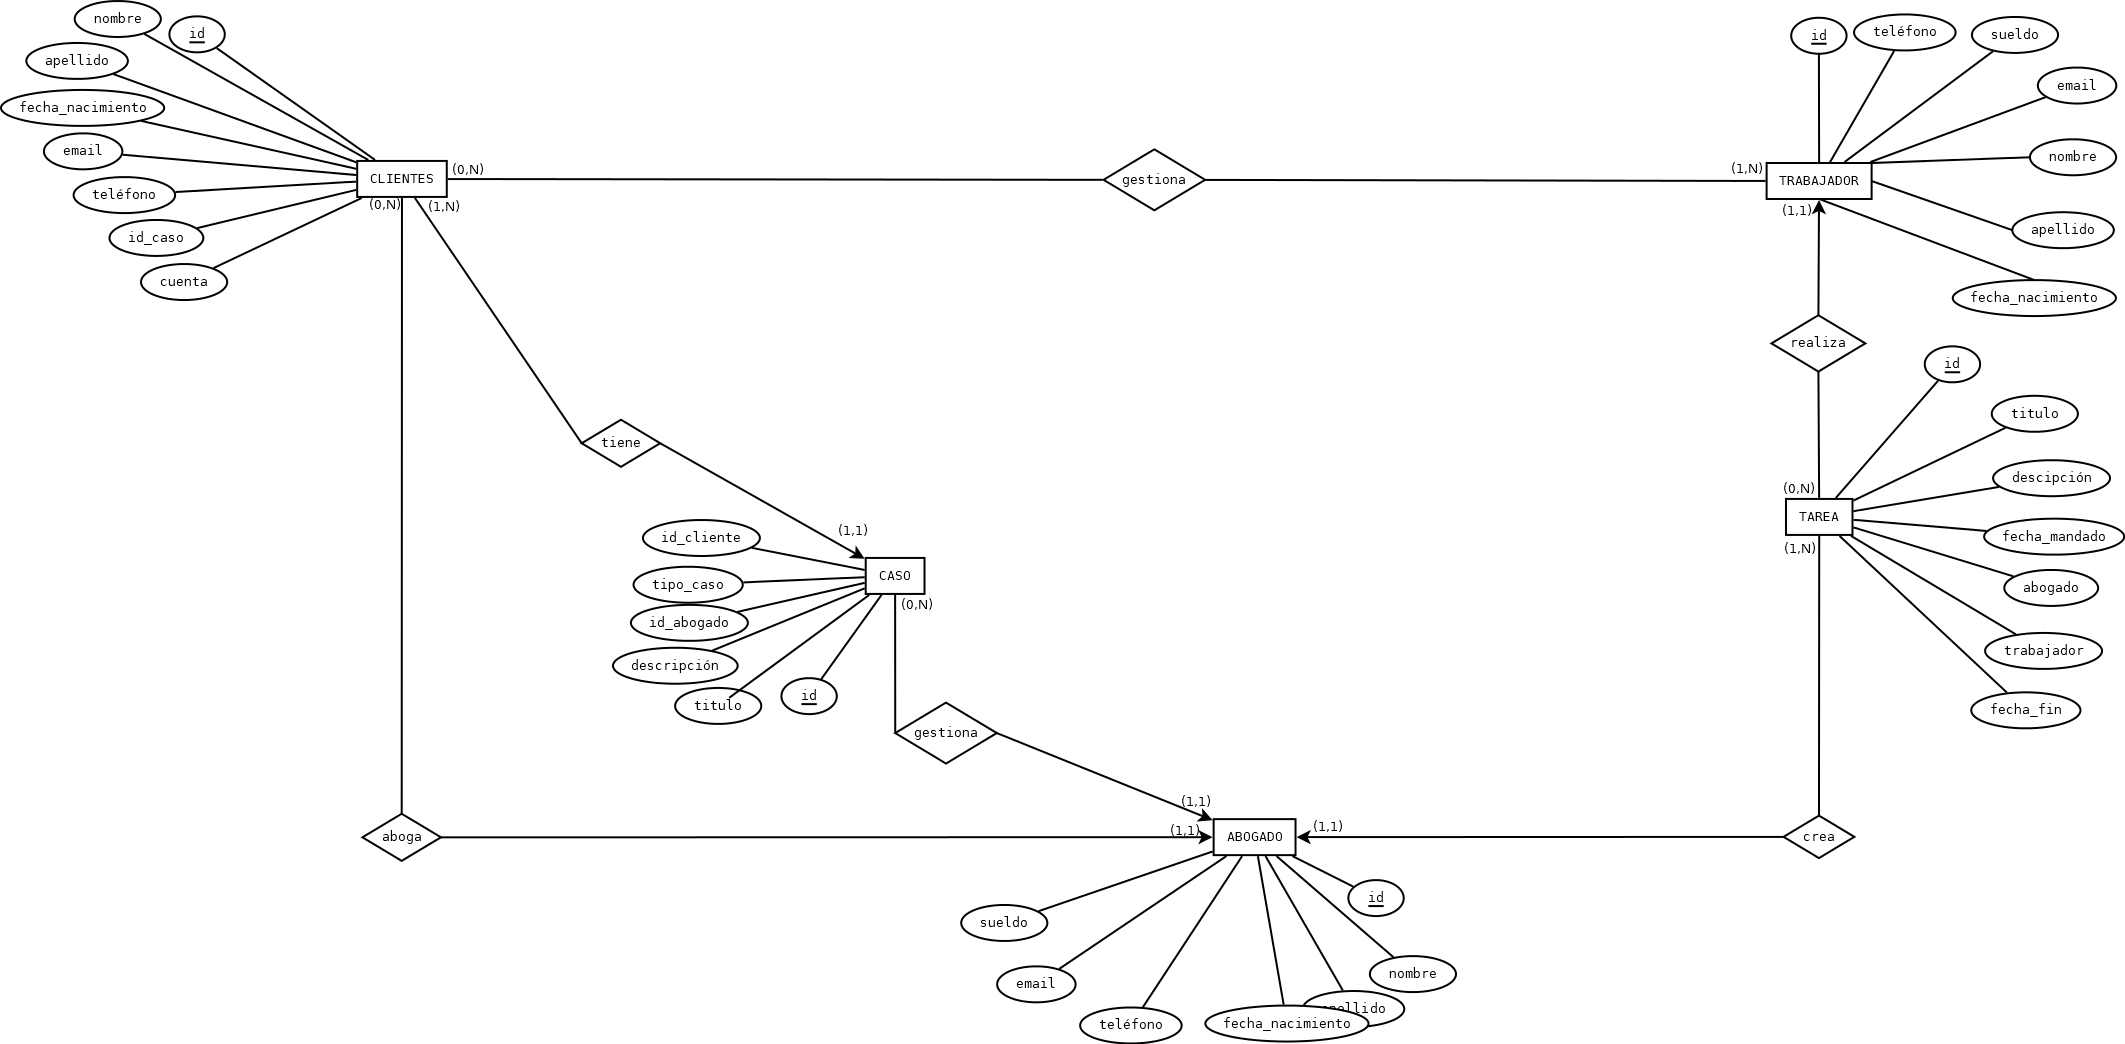 nombre
id
apellido
fecha_nacimiento
email
teléfono
id_caso
cuenta
CLIENTES
(0,N)
(0,N)
(1,N)
gestiona
(1,N)
TRABAJADOR
(1,1)
id
teléfono
sueldo
email
nombre
apellido
fecha_nacimiento
realiza
(0,N)
TAREA
(1,N)
id
titulo
descipción
fecha_mandado
abogado
trabajador
fecha_fin
tiene
(1,1)
CASO
(0,N)
id_cliente
tipo_caso
id_abogado
descripción
titulo
id
gestiona
(1,1)
aboga
(1,1)
ABOGADO
(1,1)
crea
sueldo
email
teléfono
fecha_nacimiento
id
nombre